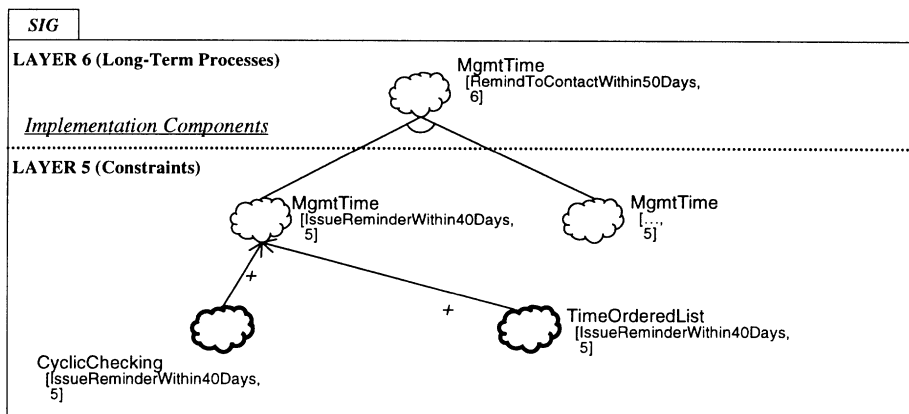 SIG
LAYER 6 (Long-Term Processes)
MgmtTime
[RemindToContactWithin50Days,
6]
Implementation Components
LAYER 5 (Constraints)
MgmtTime
[IssueReminderWithin40Days,
5]
MgmtTime
[...,
5]
+
+
TimeOrderedList
[IssueReminderWithin40Days,
5]
CyclicChecking
[IssueReminderWithin40Days,
5]